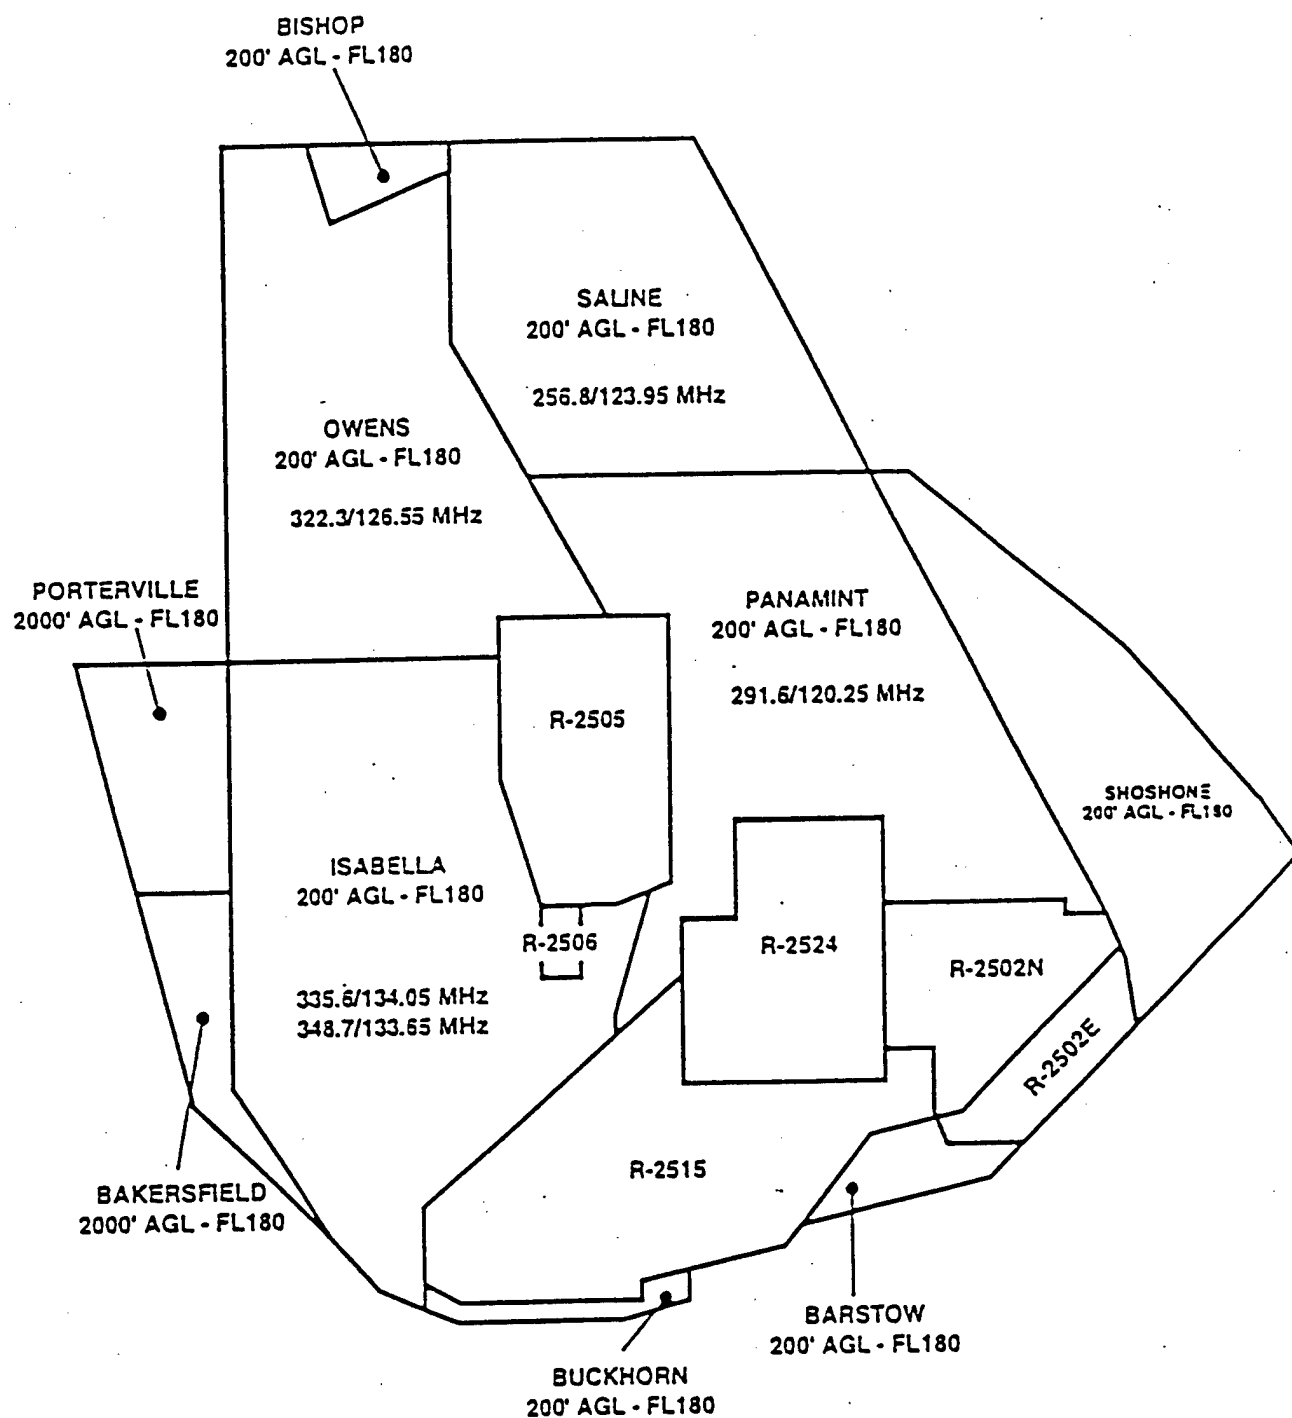 BISHOP
200' AGL - FL180
SALINE
200' AGL - FL180
256.8/123.95 MHz
OWENS
200' AGL - FL180
322.3/126.55 MHz
PORTERVILLE
2000' AGL - FL180
PANAMINT
200' AGL - FL180
291.6/120.25 MHz
R-2505
SHOSHONE
200' AGL - FL180
ISABELLA
200' AGL - FL180
R-2506
R-2524
R-2502N
335.6/134.05 MHz
348.7/133.65 MHz
R-2502E
R-2515
BAKERSFIELD
2000' AGL - FL180
BARSTOW
200' AGL - FL180
BUCKHORN
200' AGL - FL180